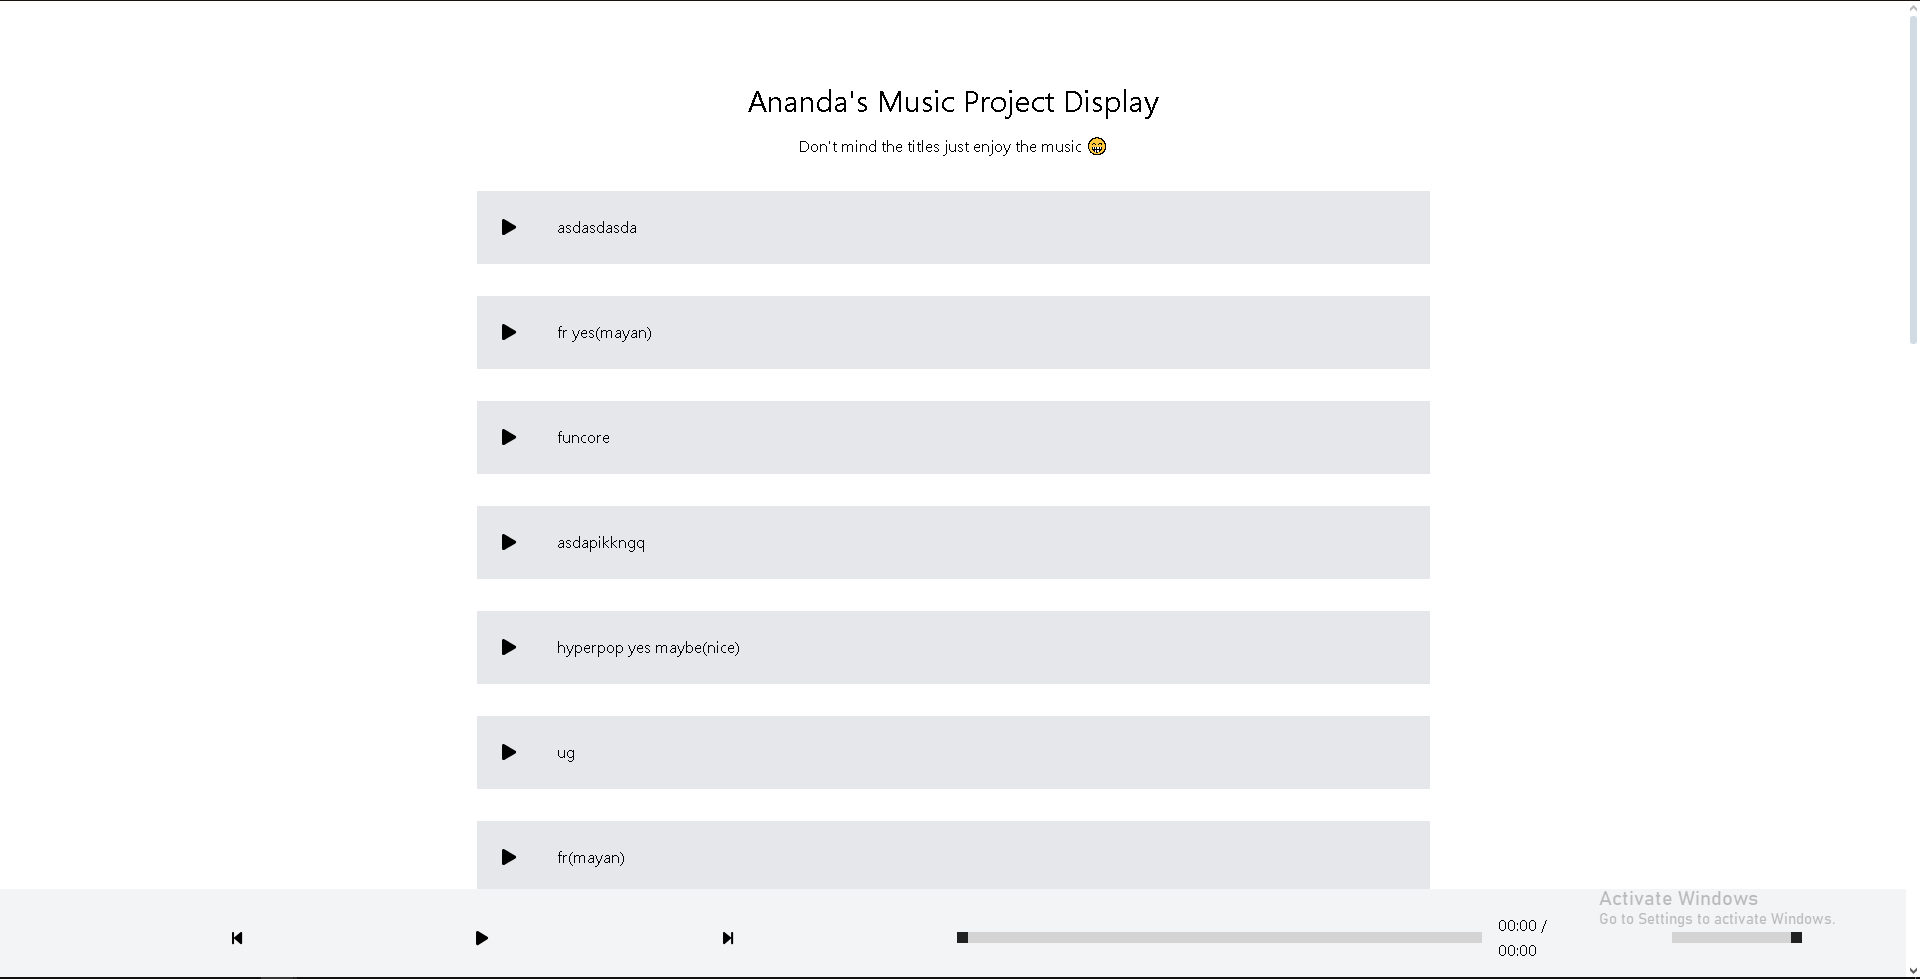 Ananda's Music Project Display
Don't mind the titles just enjoy the music 😁
asdasdasda
fr yes(mayan)
funcore
asdapikkngq
hyperpop yes maybe(nice)
ug
fr(mayan)
00:00 /
00:00
Activate Windows
Go to Settings to activate Windows.